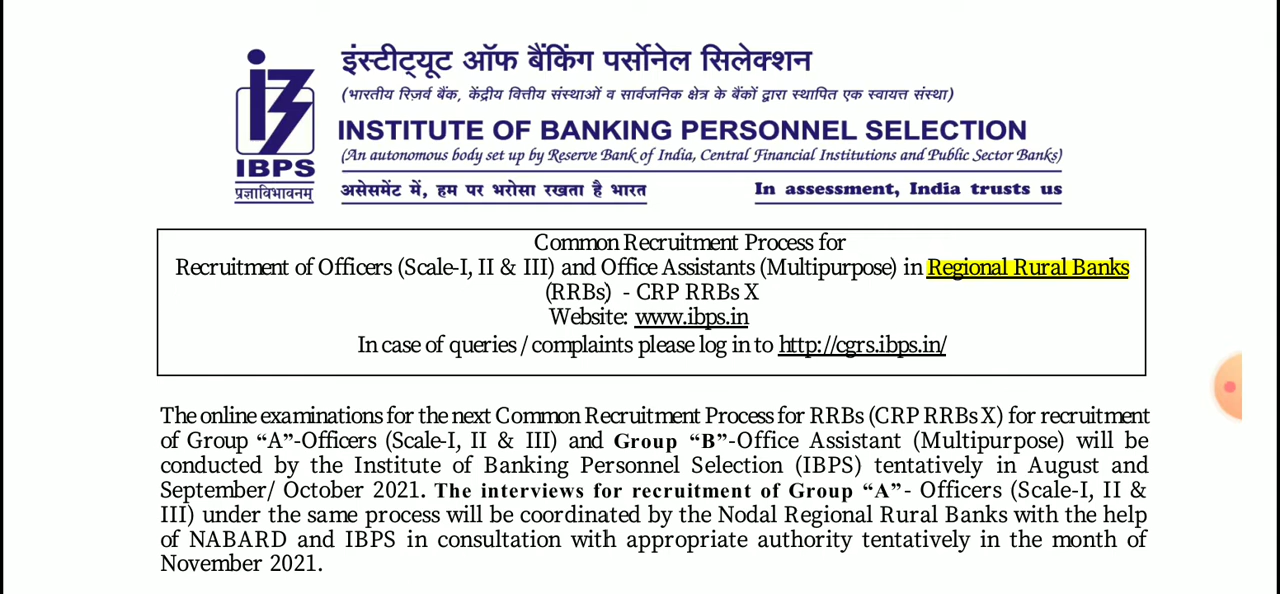 इंस्टीट्यूट ऑफ बैंकिंग पर्सोनेल सिलेक्शन
(भारतीय रिज़र्व बैंक, केंद्रीय वित्तीय संस्थाओं व सार्वजनिक क्षेत्र के बैंकों द्वारा स्थापित एक स्वायत्त संस्था)
INSTITUTE OF BANKING PERSONNEL SELECTION
(An autonomous body set up by Reserve Bank of India, Central Financial Institutions and Public Sector Banks)
IBPS
प्रज्ञाविभावनम्
असेसमेंट में, हम पर भरोसा रखता है भारत
In assessment, India trusts us
Common Recruitment Process for
Recruitment of Officers (Scale-I, II & III) and Office Assistants (Multipurpose) in Regional Rural Banks
(RRBs) - CRP RRBs X
Website: www.ibps.in
In case of queries / complaints please log in to http://cgrs.ibps.in/
The online examinations for the next Common Recruitment Process for RRBs (CRP RRBs X) for recruitment
of Group “A”-Officers (Scale-I, II & III) and Group “B”-Office Assistant (Multipurpose) will be
conducted by the Institute of Banking Personnel Selection (IBPS) tentatively in August and
September/ October 2021. The interviews for recruitment of Group “A”- Officers (Scale-I, II &
III) under the same process will be coordinated by the Nodal Regional Rural Banks with the help
of NABARD and IBPS in consultation with appropriate authority tentatively in the month of
November 2021.